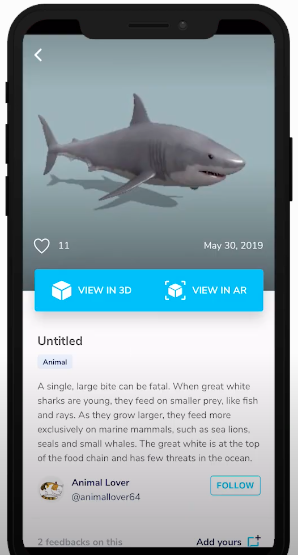 11
May 30, 2019
VIEW IN 3D
VIEW IN AR
Untitled
Animal
A single, large bite can be fatal. When great white
sharks are young, they feed on smaller prey, like fish
and rays. As they grow larger, they feed more
exclusively on marine mammals, such as sea lions,
seals and small whales. The great white is at the top
of the food chain and has few threats in the ocean.
Animal Lover
@animallover64
FOLLOW
2 feedbacks on this
Add yours